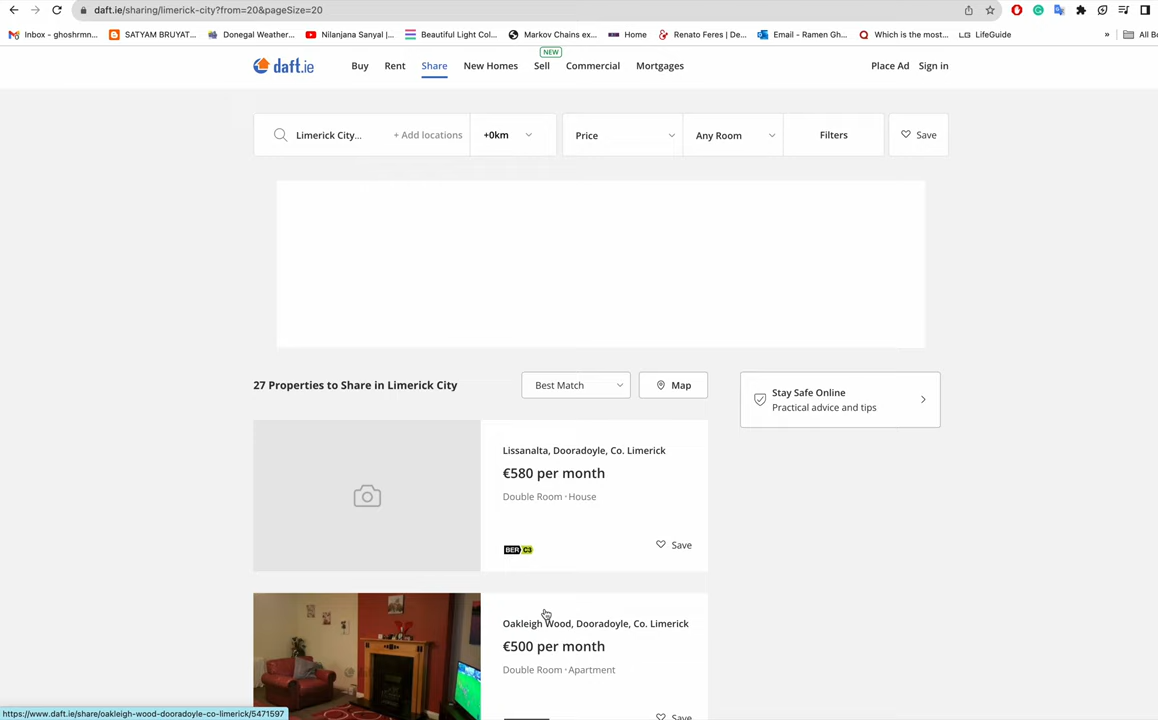 daft.ie/sharing/limerick-city?from=20&pageSize=20
Inbox - ghoshrmn... SATYAM BRUYAT... Donegal Weather... Nilanjana Sanyal |... Beautiful Light Col... Markov Chains ex... Home Renato Feres | De... Email - Ramen Gh... Which is the most... LifeGuide » All Bo
NEW
daft.ie Buy Rent Share New Homes Sell Commercial Mortgages Place Ad Sign in
Limerick City... + Add locations +0km Price Any Room Filters Save
27 Properties to Share in Limerick City Best Match Map
Stay Safe Online
Practical advice and tips
Lissanalta, Dooradoyle, Co. Limerick
€580 per month
Double Room · House
BER C3 Save
Oakleigh Wood, Dooradoyle, Co. Limerick
€500 per month
Double Room · Apartment
Save
https://www.daft.ie/share/oakleigh-wood-dooradoyle-co-limerick/5471597